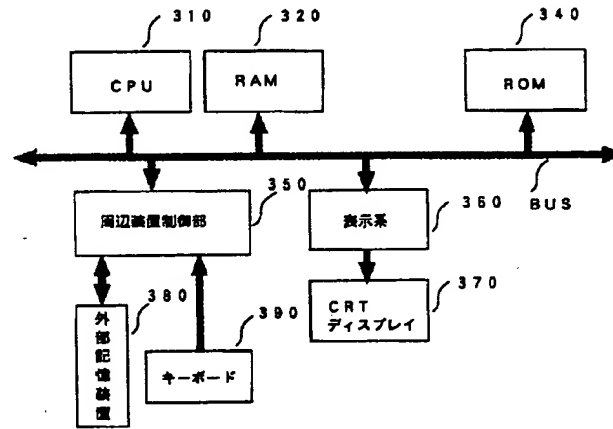 310
320
340
CPU
RAM
ROM
BUS
350
周辺装置制御部
360
表示系
370
CRT
ディスプレイ
380
外部記憶装置
390
キーボード